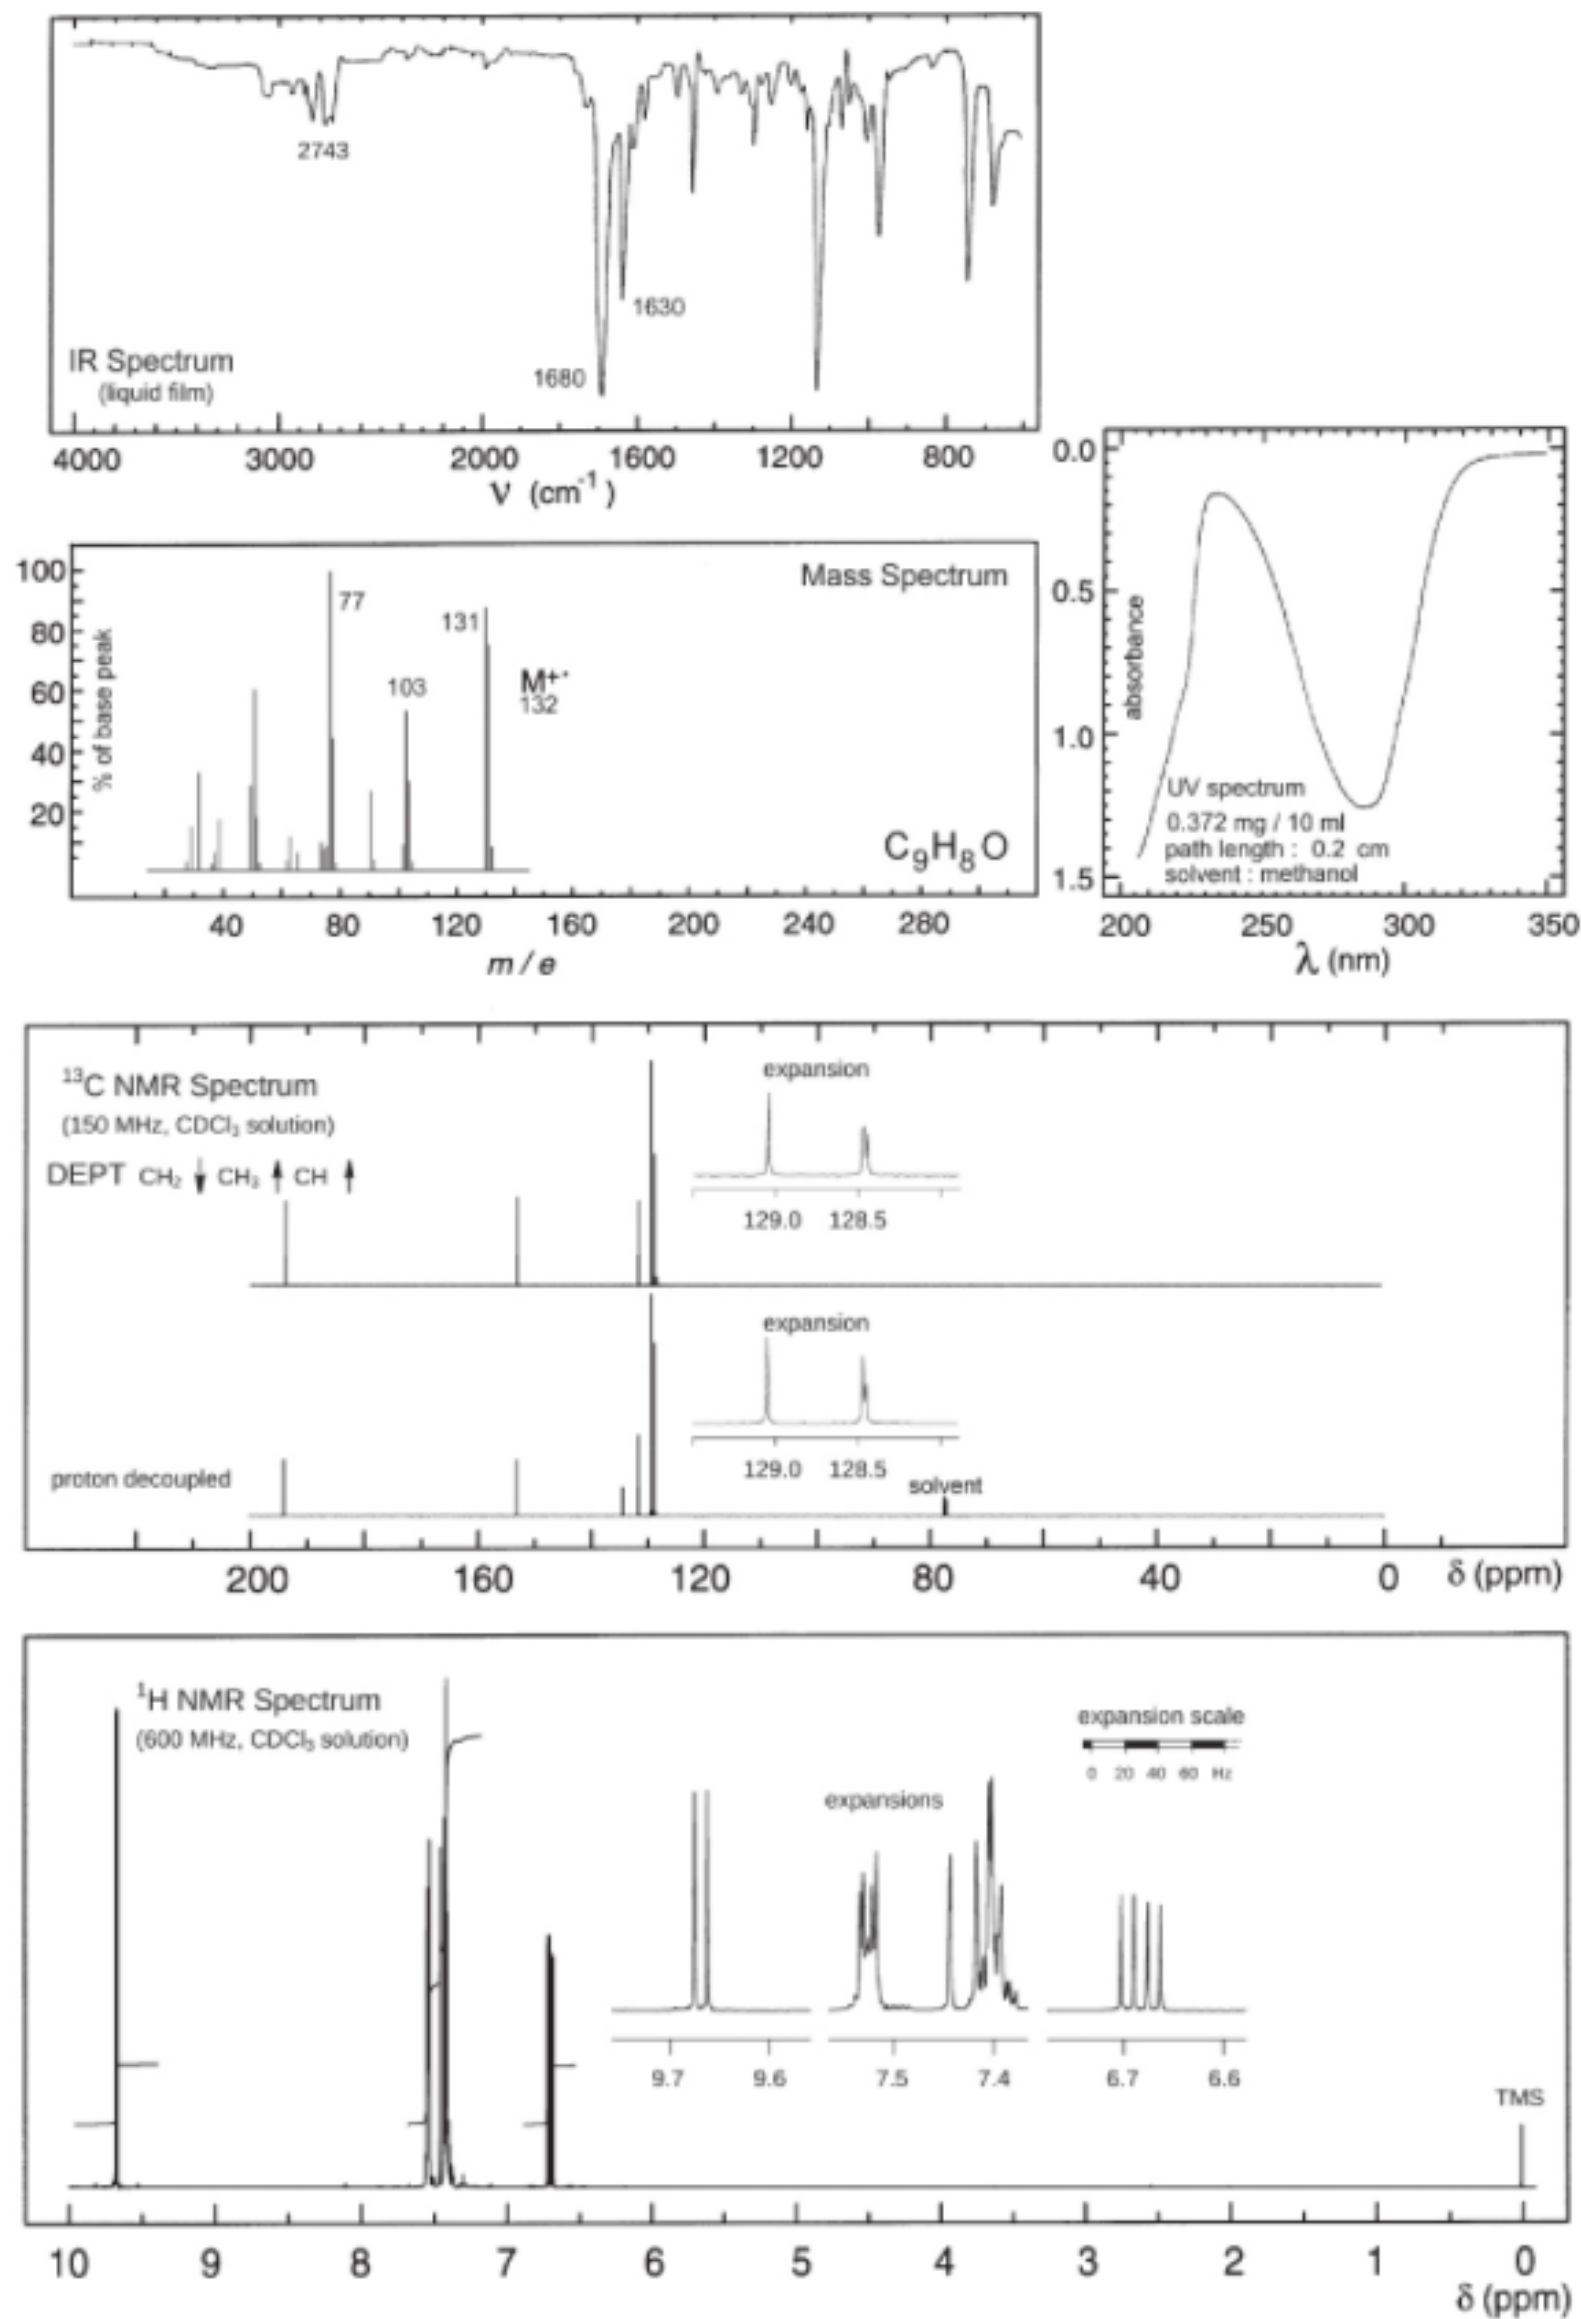 2743
1630
1680
IR Spectrum
(liquid film)
4000 3000 2000 1600 1200 800
ν (cm-1 )
100
80
60
40
20
% of base peak
77
131
103
M+·
132
Mass Spectrum
C9H8O
40 80 120 160 200 240 280
m / e
0.0
0.5
1.0
1.5
absorbance
UV spectrum
0.372 mg / 10 ml
path length : 0.2 cm
solvent : methanol
200 250 300 350
λ (nm)
13C NMR Spectrum
(150 MHz, CDCl3 solution)
DEPT CH2 CH3 CH
expansion
129.0 128.5
expansion
129.0 128.5
proton decoupled
solvent
200 160 120 80 40 0 δ (ppm)
1H NMR Spectrum
(600 MHz, CDCl3 solution)
expansion scale
0 20 40 60 Hz
expansions
9.7 9.6 7.5 7.4 6.7 6.6
TMS
10 9 8 7 6 5 4 3 2 1 0
δ (ppm)